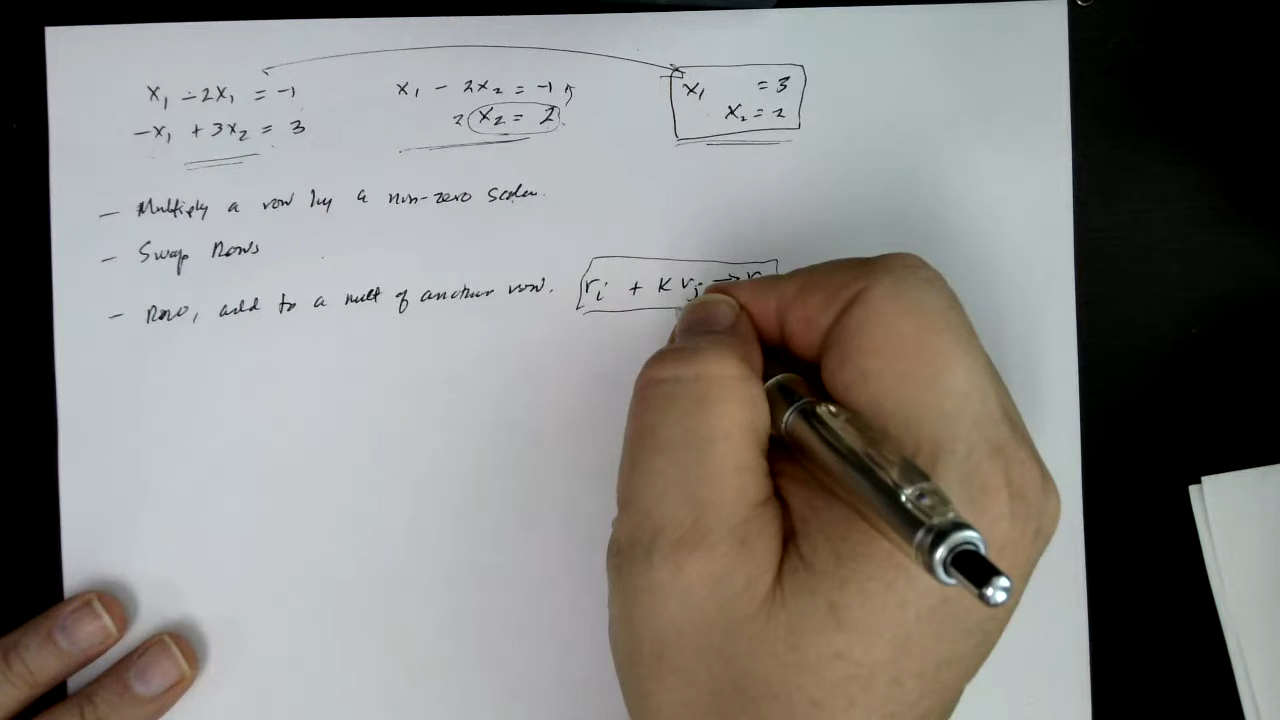 x₁ - 2x₁ = -1
-x₁ + 3x₂ = 3
x₁ - 2x₂ = -1
2 x₂ = 2
x₁ = 3
x₂ = 2
- Multiply a row by a non-zero scalar.
- Swap Rows
- Row, add to a mult of another row.
rᵢ + K rⱼ → r